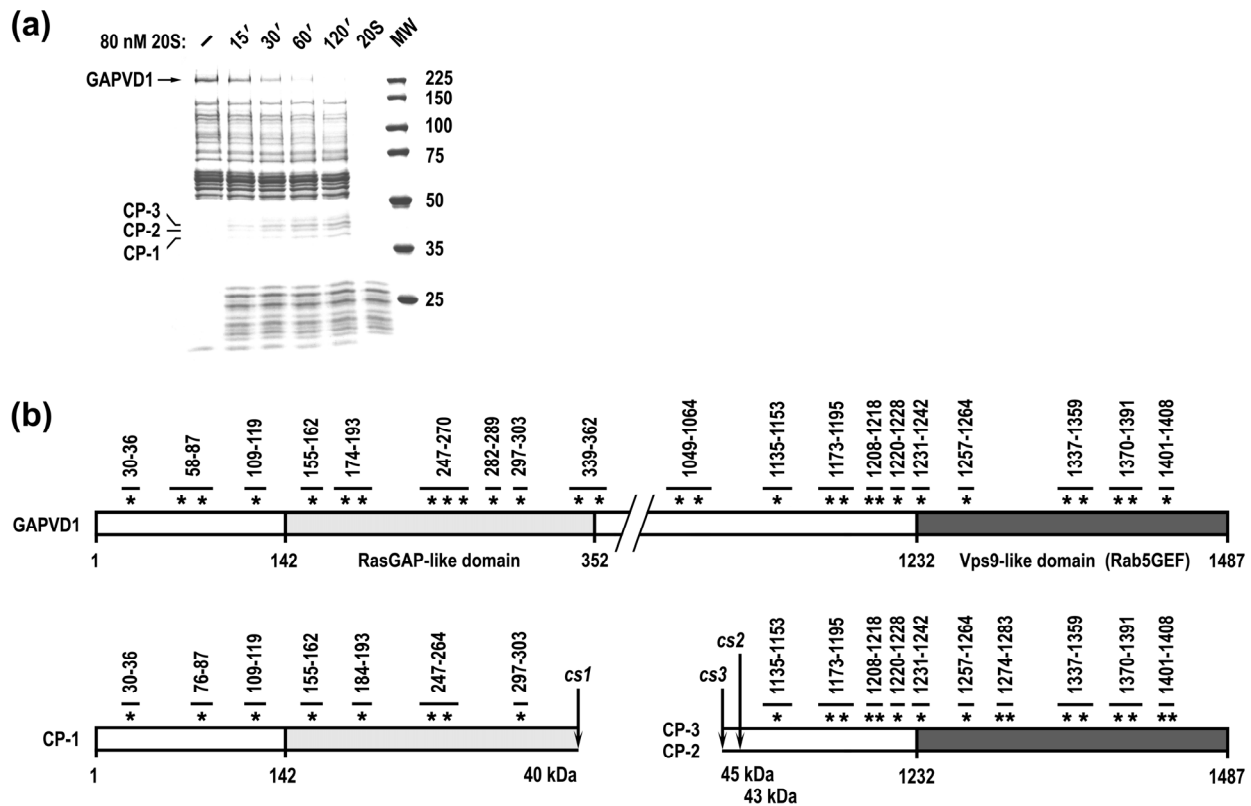 (a)
80 nM 20S: – 15′ 30′ 60′ 120′ 20S MW
GAPVD1
225
150
100
75
50
35
25
CP-3
CP-2
CP-1
(b)
30-36 58-87 109-119 155-162 174-193 247-270 282-289 297-303 339-362 1049-1064 1135-1153 1173-1195 1208-1218 1220-1228 1231-1242 1257-1264 1337-1359 1370-1391 1401-1408
* ** * * ** *** * * ** ** * ** ** * * * ** ** *
GAPVD1
1 142 RasGAP-like domain 352 1232 Vps9-like domain (Rab5GEF) 1487
30-36 76-87 109-119 155-162 184-193 247-264 297-303 cs1 cs3 cs2 1135-1153 1173-1195 1208-1218 1220-1228 1231-1242 1257-1264 1274-1283 1337-1359 1370-1391 1401-1408
* * * * * ** * * ** ** * * * ** ** ** **
CP-1 CP-3
CP-2
1 142 40 kDa 45 kDa 1232 1487
43 kDa